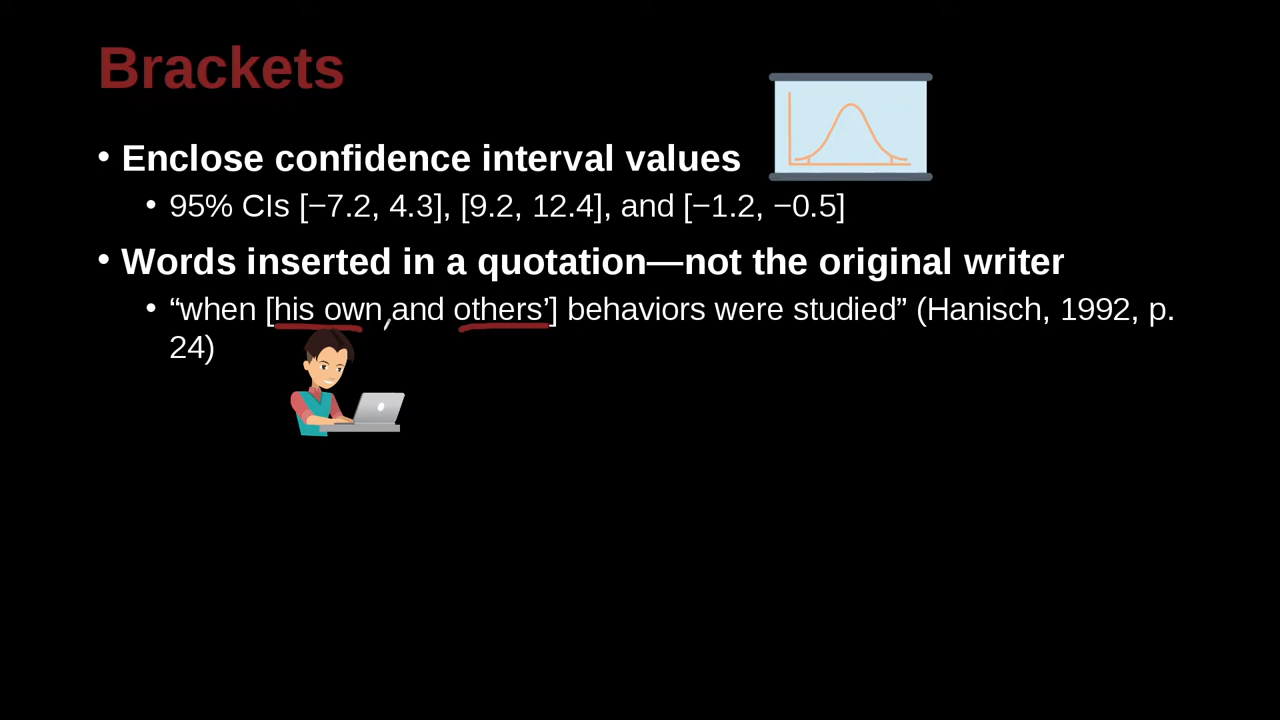 Brackets
• Enclose confidence interval values
• 95% CIs [−7.2, 4.3], [9.2, 12.4], and [−1.2, −0.5]
• Words inserted in a quotation—not the original writer
• “when [his own and others’] behaviors were studied” (Hanisch, 1992, p.
24)